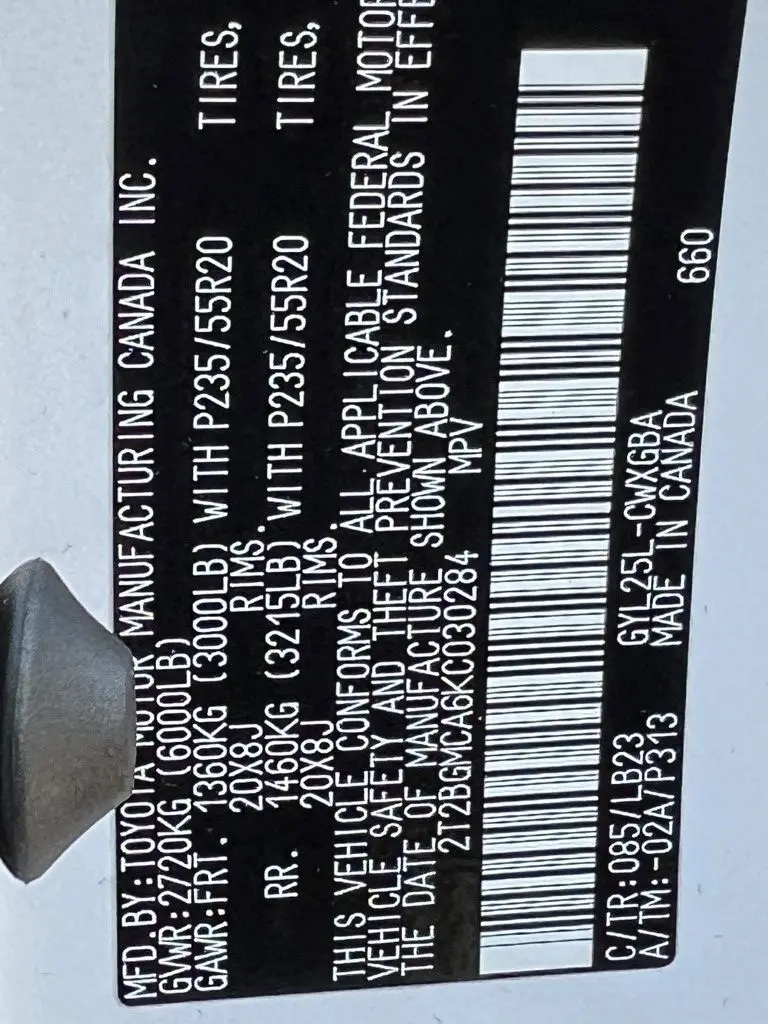 MFD.BY:TOYOTA MOTOR MANUFACTURING CANADA INC.
GVWR:2720KG (6000LB)
GAWR:FRT. 1360KG (3000LB) WITH P235/55R20 TIRES,
20X8J RIMS.
RR. 1460KG (3215LB) WITH P235/55R20 TIRES,
20X8J RIMS.
THIS VEHICLE CONFORMS TO ALL APPLICABLE FEDERAL MOTOR
VEHICLE SAFETY AND THEFT PREVENTION STANDARDS IN
THE DATE OF MANUFACTURE SHOWN ABOVE.
2T2BGMCA6KC030284 MPV
C/TR:085/LB23 GYL25L-CWXGBA
A/TM:-02A/P313 MADE IN CANADA 660